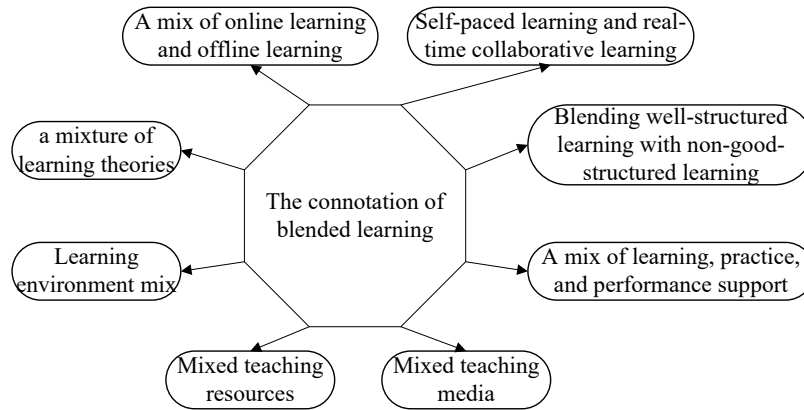 A mix of online learning
and offline learning
Self-paced learning and real-
time collaborative learning
a mixture of
learning theories
Blending well-structured
learning with non-good-
structured learning
The connotation of
blended learning
Learning
environment mix
A mix of learning, practice,
and performance support
Mixed teaching
resources
Mixed teaching
media